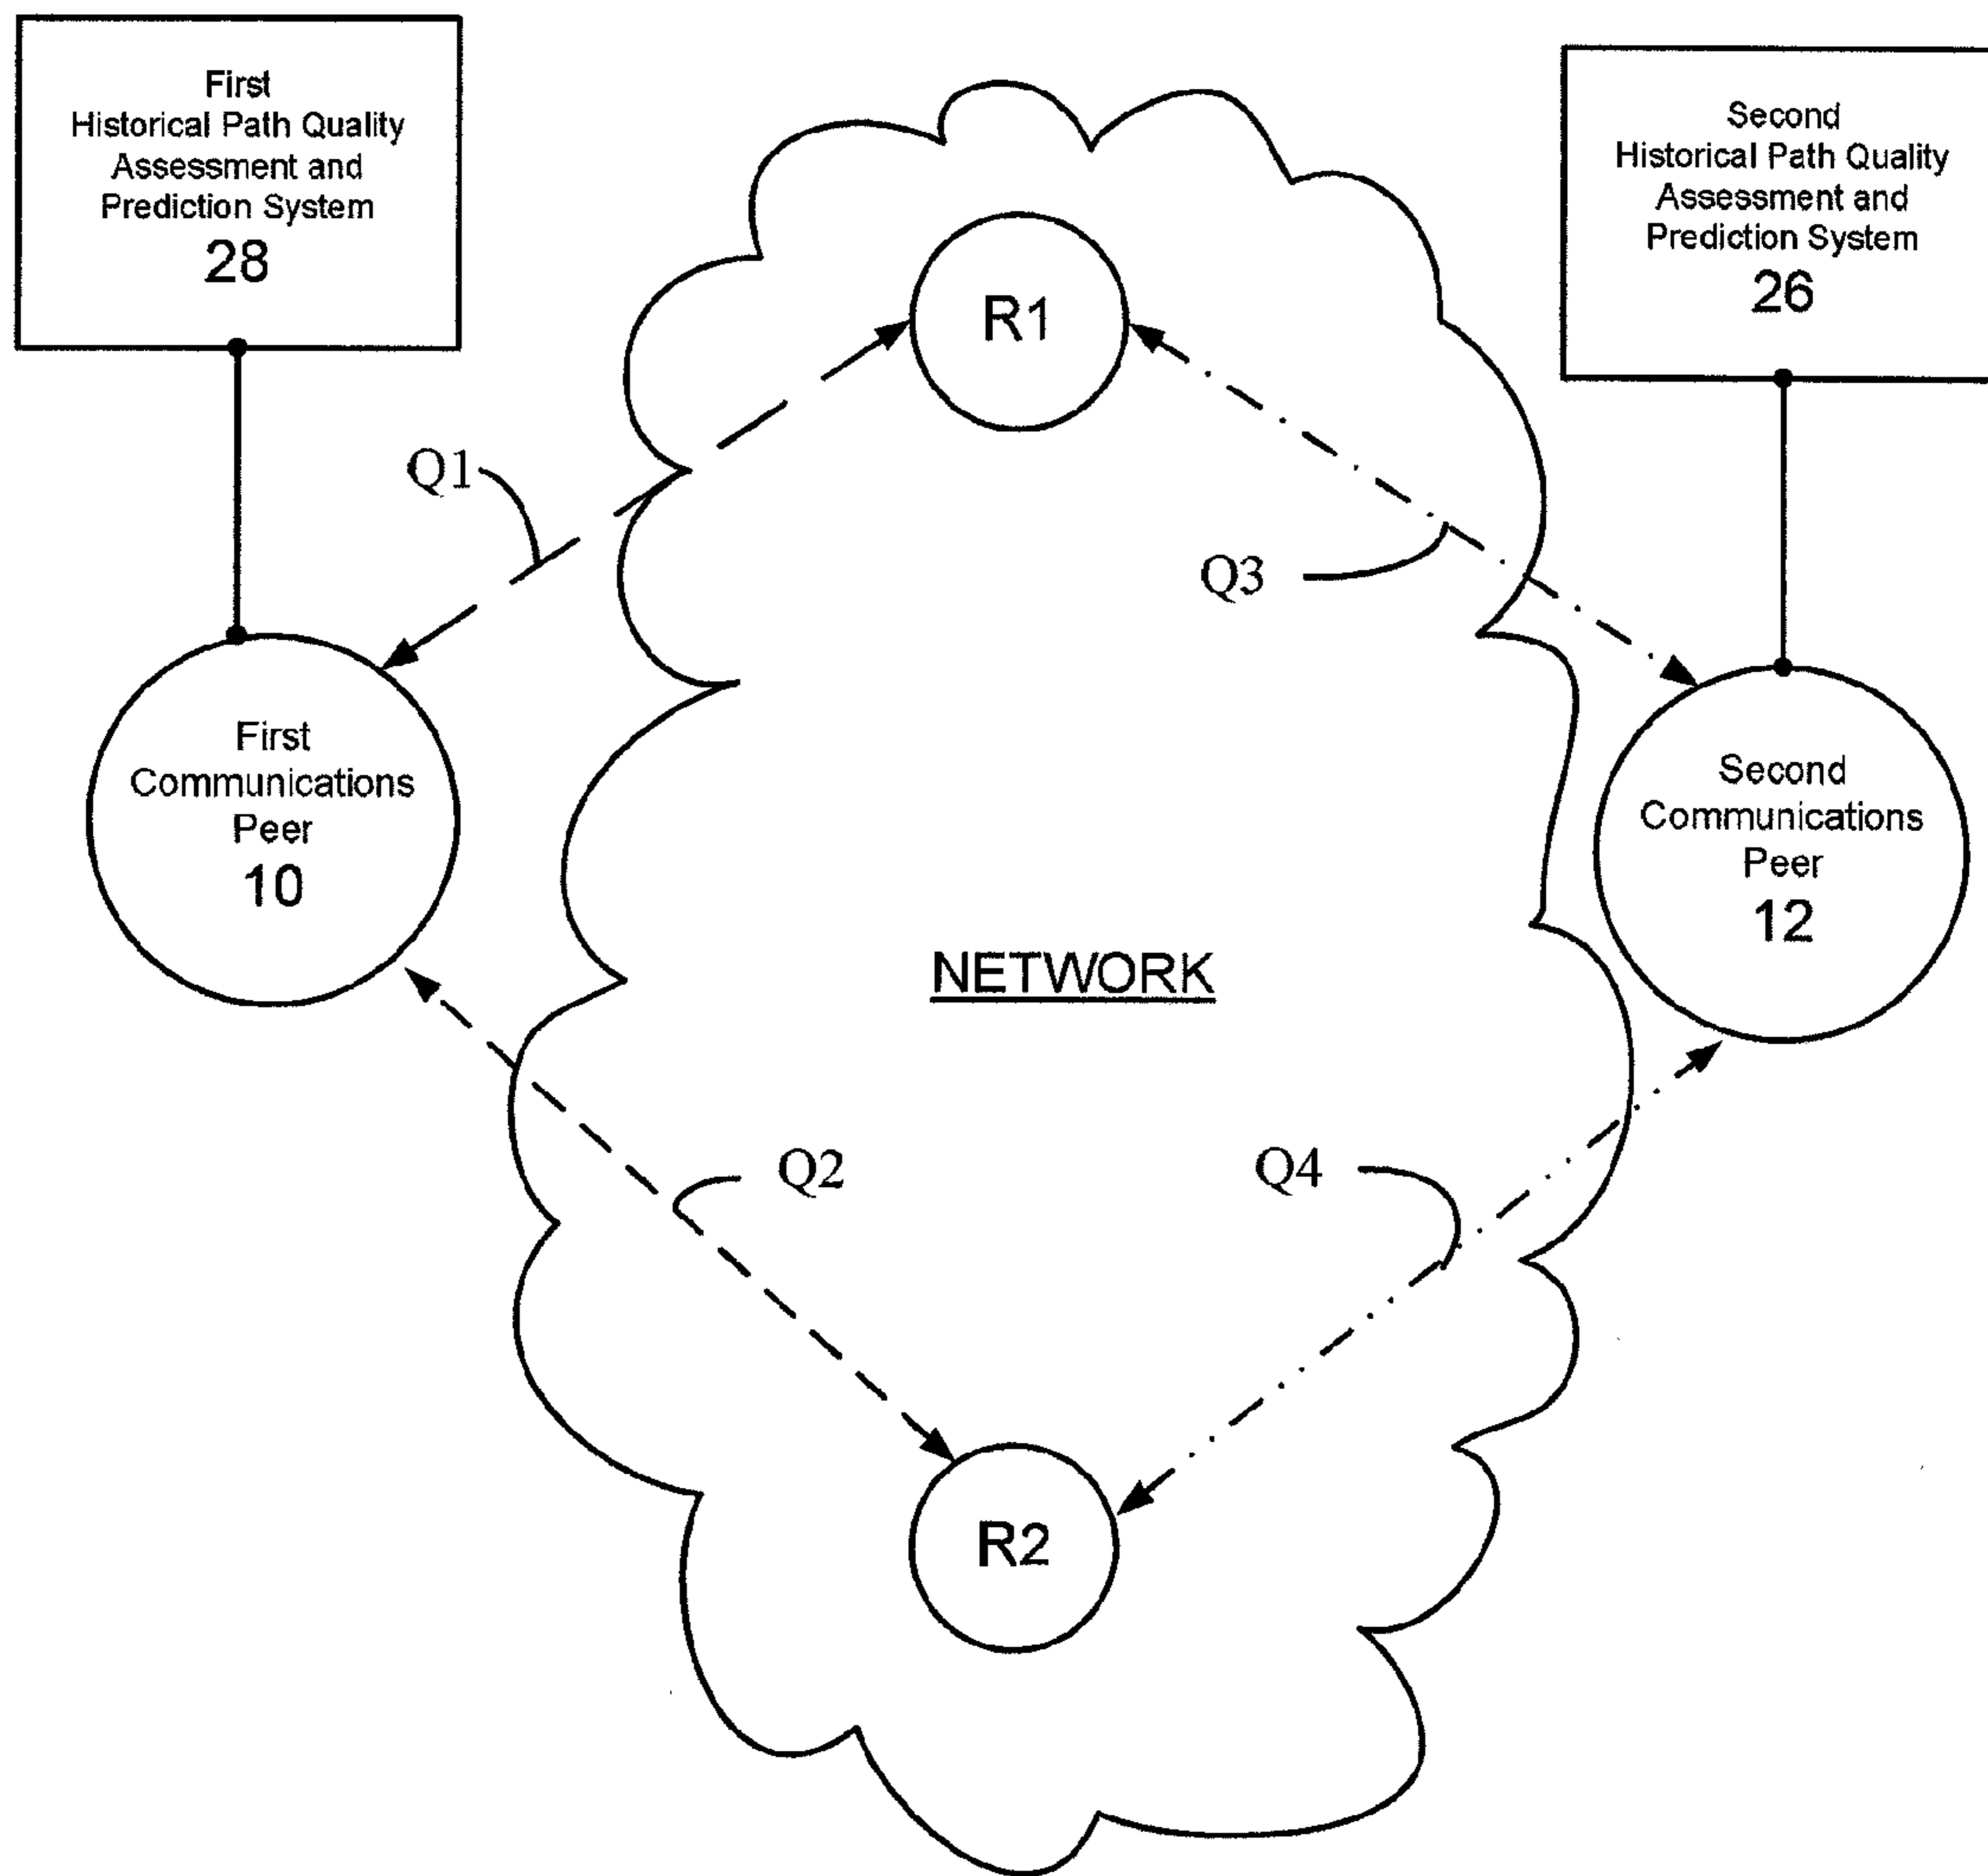 First
Historical Path Quality
Assessment and
Prediction System
28
Second
Historical Path Quality
Assessment and
Prediction System
26
R1
Q1
Q3
First
Communications
Peer
10
Second
Communications
Peer
12
NETWORK
Q2
Q4
R2